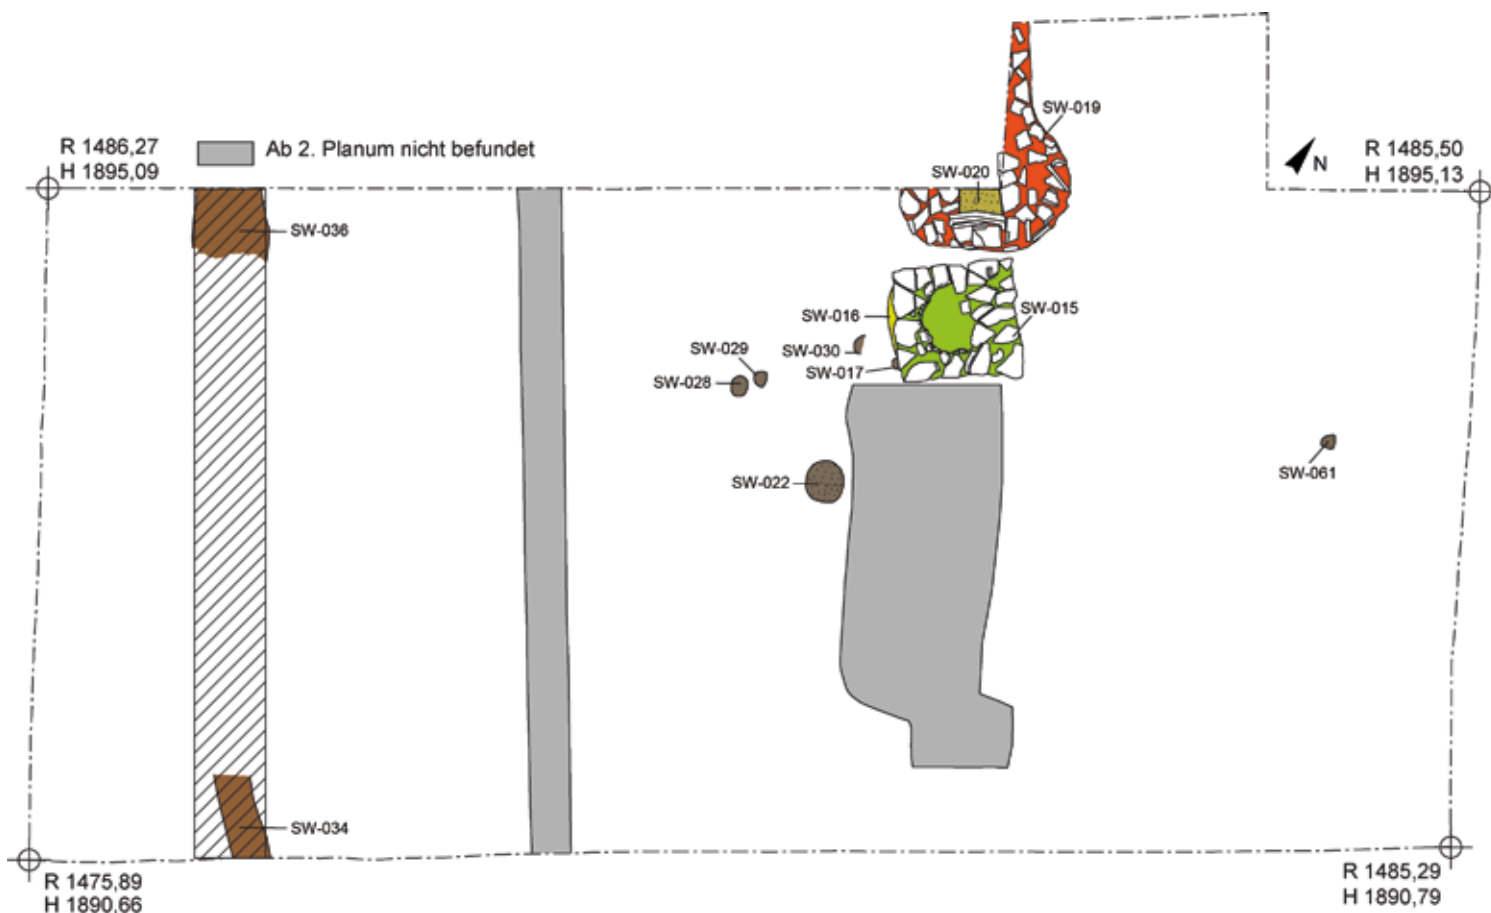 SW-019
R 1486,27
H 1895,09
Ab 2. Planum nicht befundet
N
R 1485,50
H 1895,13
SW-020
SW-036
SW-016
SW-015
SW-030
SW-029
SW-017
SW-028
SW-022
SW-061
SW-034
R 1475,89
H 1890,66
R 1485,29
H 1890,79